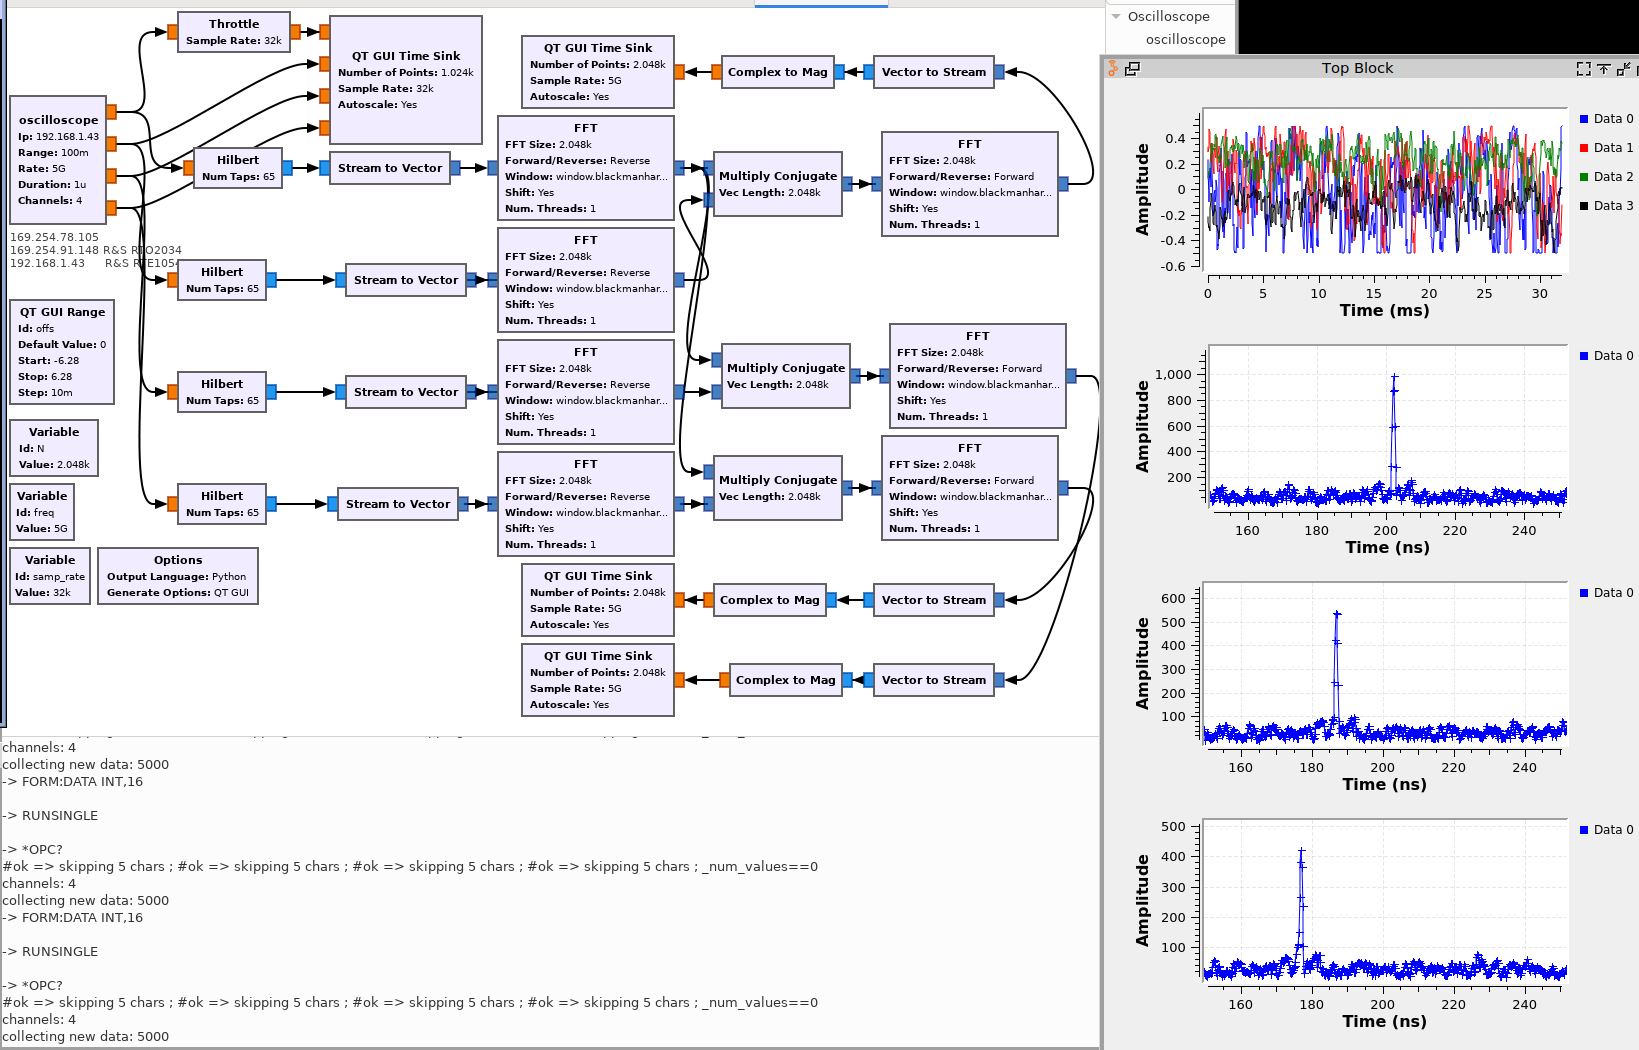 Throttle
Sample Rate: 32k
QT GUI Time Sink
Number of Points: 1.024k
Sample Rate: 32k
Autoscale: Yes
oscilloscope
Ip: 192.168.1.43
Range: 100m
Rate: 5G
Duration: 1u
Channels: 4
169.254.78.105
169.254.91.148 R&S RTO2034
192.168.1.43 R&S RTE1054
QT GUI Range
Id: offs
Default Value: 0
Start: -6.28
Stop: 6.28
Step: 10m
Variable
Id: N
Value: 2.048k
Variable
Id: freq
Value: 5G
Variable
Id: samp_rate
Value: 32k
Options
Output Language: Python
Generate Options: QT GUI
Hilbert
Num Taps: 65
Stream to Vector
Hilbert
Num Taps: 65
Stream to Vector
Hilbert
Num Taps: 65
Stream to Vector
Hilbert
Num Taps: 65
Stream to Vector
QT GUI Time Sink
Number of Points: 2.048k
Sample Rate: 5G
Autoscale: Yes
Complex to Mag
Vector to Stream
FFT
FFT Size: 2.048k
Forward/Reverse: Reverse
Window: window.blackmanhar...
Shift: Yes
Num. Threads: 1
FFT
FFT Size: 2.048k
Forward/Reverse: Reverse
Window: window.blackmanhar...
Shift: Yes
Num. Threads: 1
FFT
FFT Size: 2.048k
Forward/Reverse: Reverse
Window: window.blackmanhar...
Shift: Yes
Num. Threads: 1
FFT
FFT Size: 2.048k
Forward/Reverse: Reverse
Window: window.blackmanhar...
Shift: Yes
Num. Threads: 1
Multiply Conjugate
Vec Length: 2.048k
FFT
FFT Size: 2.048k
Forward/Reverse: Forward
Window: window.blackmanhar...
Shift: Yes
Num. Threads: 1
Multiply Conjugate
Vec Length: 2.048k
FFT
FFT Size: 2.048k
Forward/Reverse: Forward
Window: window.blackmanhar...
Shift: Yes
Num. Threads: 1
Multiply Conjugate
Vec Length: 2.048k
FFT
FFT Size: 2.048k
Forward/Reverse: Forward
Window: window.blackmanhar...
Shift: Yes
Num. Threads: 1
QT GUI Time Sink
Number of Points: 2.048k
Sample Rate: 5G
Autoscale: Yes
Complex to Mag
Vector to Stream
QT GUI Time Sink
Number of Points: 2.048k
Sample Rate: 5G
Autoscale: Yes
Complex to Mag
Vector to Stream
channels: 4
collecting new data: 5000
-> FORM:DATA INT,16
-> RUNSINGLE
-> *OPC?
#ok => skipping 5 chars ; #ok => skipping 5 chars ; #ok => skipping 5 chars ; #ok => skipping 5 chars ; _num_values==0
channels: 4
collecting new data: 5000
-> FORM:DATA INT,16
-> RUNSINGLE
-> *OPC?
#ok => skipping 5 chars ; #ok => skipping 5 chars ; #ok => skipping 5 chars ; #ok => skipping 5 chars ; _num_values==0
channels: 4
collecting new data: 5000
Oscilloscope
oscilloscope
Top Block
Amplitude
0.4
0.2
0
-0.2
-0.4
-0.6
0 5 10 15 20 25 30
Time (ms)
Data 0
Data 1
Data 2
Data 3
Amplitude
1,000
800
600
400
200
160 180 200 220 240
Time (ns)
Data 0
Amplitude
600
500
400
300
200
100
160 180 200 220 240
Time (ns)
Data 0
Amplitude
500
400
300
200
100
160 180 200 220 240
Time (ns)
Data 0